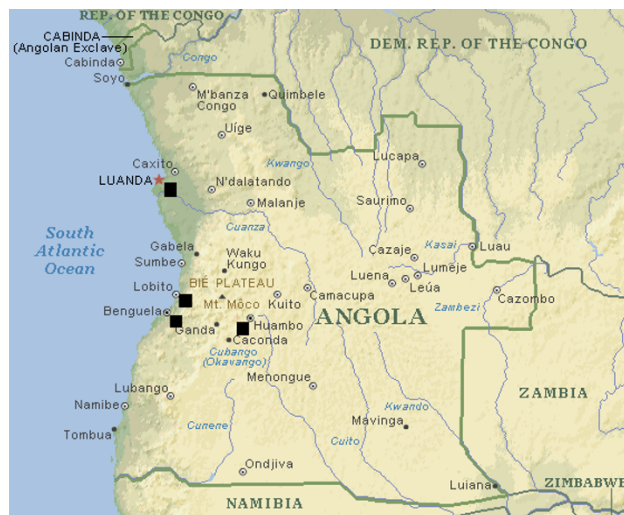 REP. OF THE CONGO
CABINDA
(Angolan Exclave)
DEM. REP. OF THE CONGO
Cabinda
Congo
Soyo
M'banza
Congo
Quimbele
Uíge
Kwango
Lucapa
Caxito
LUANDA
N'dalatando
Malanje
Saurimo
Cuanza
South
Atlantic
Ocean
Gabela
Waku
Kungo
Sumbe
Cazaje
Kasai
Luau
Luena
Lumeje
Leúa
BIÉ PLATEAU
Lobito
Mt. Môco
Kuito
Camacupa
Zambezi
Cazombo
Benguela
Ganda
Huambo
ANGOLA
Caconda
Cubango
(Okavango)
Menongue
Lubango
ZAMBIA
Namibe
Kwando
Cunene
Mavinga
Tombua
Cuito
Ondjiva
Luiana
ZIMBABWE
NAMIBIA